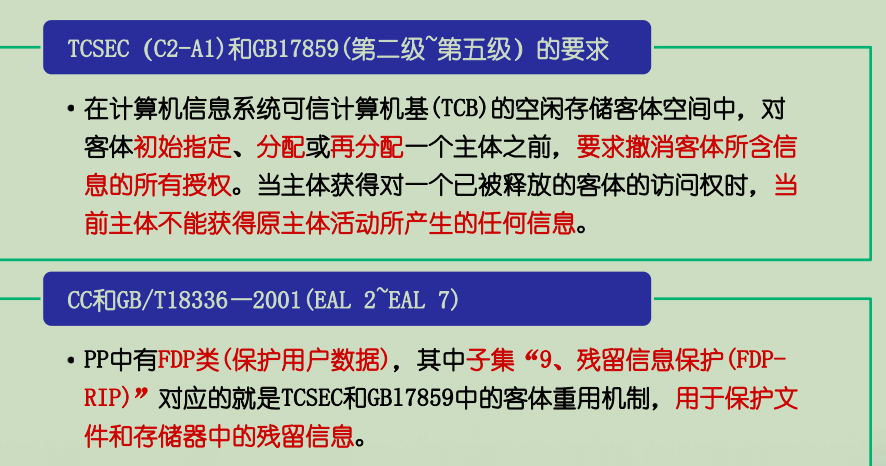 TCSEC（C2-A1)和GB17859(第二级~第五级）的要求
• 在计算机信息系统可信计算机基(TCB)的空闲存储客体空间中，对
客体初始指定、分配或再分配一个主体之前，要求撤消客体所含信
息的所有授权。当主体获得对一个已被释放的客体的访问权时，当
前主体不能获得原主体活动所产生的任何信息。
CC和GB/T18336—2001(EAL 2~EAL 7)
• PP中有FDP类(保护用户数据)，其中子集“9、残留信息保护(FDP-
RIP)”对应的就是TCSEC和GB17859中的客体重用机制，用于保护文
件和存储器中的残留信息。